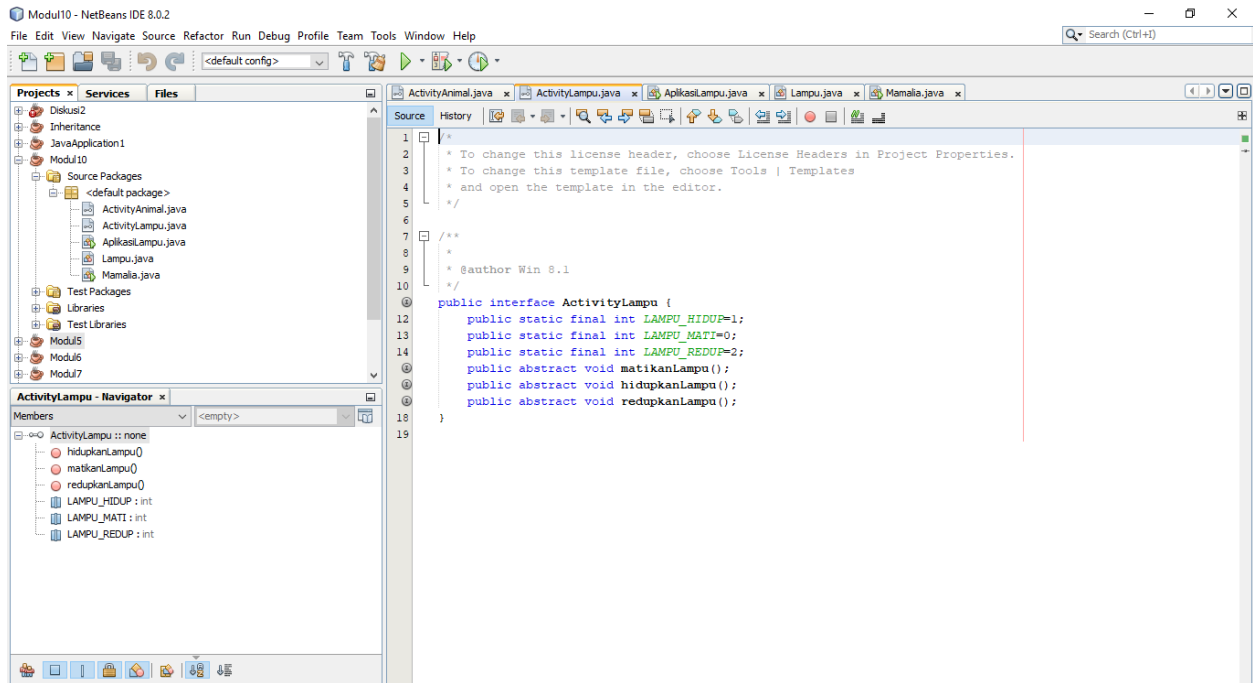 Modul10 - NetBeans IDE 8.0.2
File Edit View Navigate Source Refactor Run Debug Profile Team Tools Window Help
Search (Ctrl+I)
<default config>
Projects Services Files
Diskusi2
Inheritance
JavaApplication1
Modul10
Source Packages
<default package>
ActivityAnimal.java
ActivityLampu.java
AplikasiLampu.java
Lampu.java
Mamalia.java
Test Packages
Libraries
Test Libraries
Modul5
Modul6
Modul7
ActivityLampu - Navigator
Members
<empty>
ActivityLampu :: none
hidupkanLampu()
matikanLampu()
redupkanLampu()
LAMPU_HIDUP : int
LAMPU_MATI : int
LAMPU_REDUP : int
ActivityAnimal.java ActivityLampu.java AplikasiLampu.java Lampu.java Mamalia.java
Source History
1 /*
2 * To change this license header, choose License Headers in Project Properties.
3 * To change this template file, choose Tools | Templates
4 * and open the template in the editor.
5 */
6
7 /**
8 *
9 * @author Win 8.1
10 */
public interface ActivityLampu {
12 public static final int LAMPU_HIDUP=1;
13 public static final int LAMPU_MATI=0;
14 public static final int LAMPU_REDUP=2;
public abstract void matikanLampu();
public abstract void hidupkanLampu();
public abstract void redupkanLampu();
18 }
19